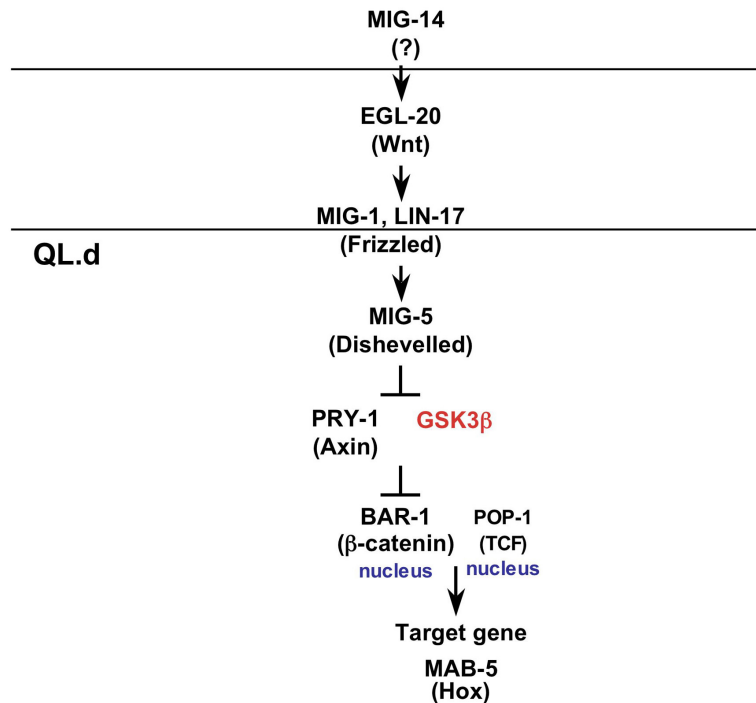 MIG-14
(?)
EGL-20
(Wnt)
MIG-1, LIN-17
(Frizzled)
QL.d
MIG-5
(Dishevelled)
PRY-1 GSK3β
(Axin)
BAR-1 POP-1
(β-catenin) (TCF)
nucleus nucleus
Target gene
MAB-5
(Hox)